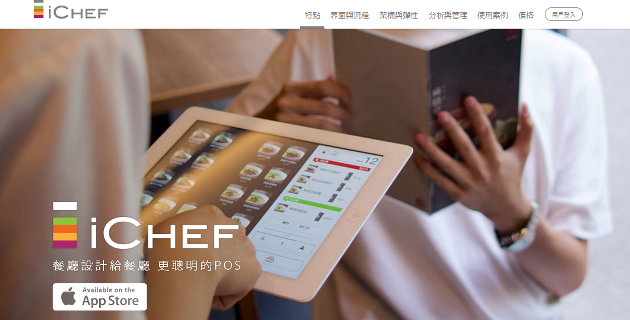 iCHEF
特點 界面與流程 架構與彈性 分析與管理 使用案例 價格 用戶登入
12
iCHEF
餐廳設計給餐廳 更聰明的POS
Available on the
App Store